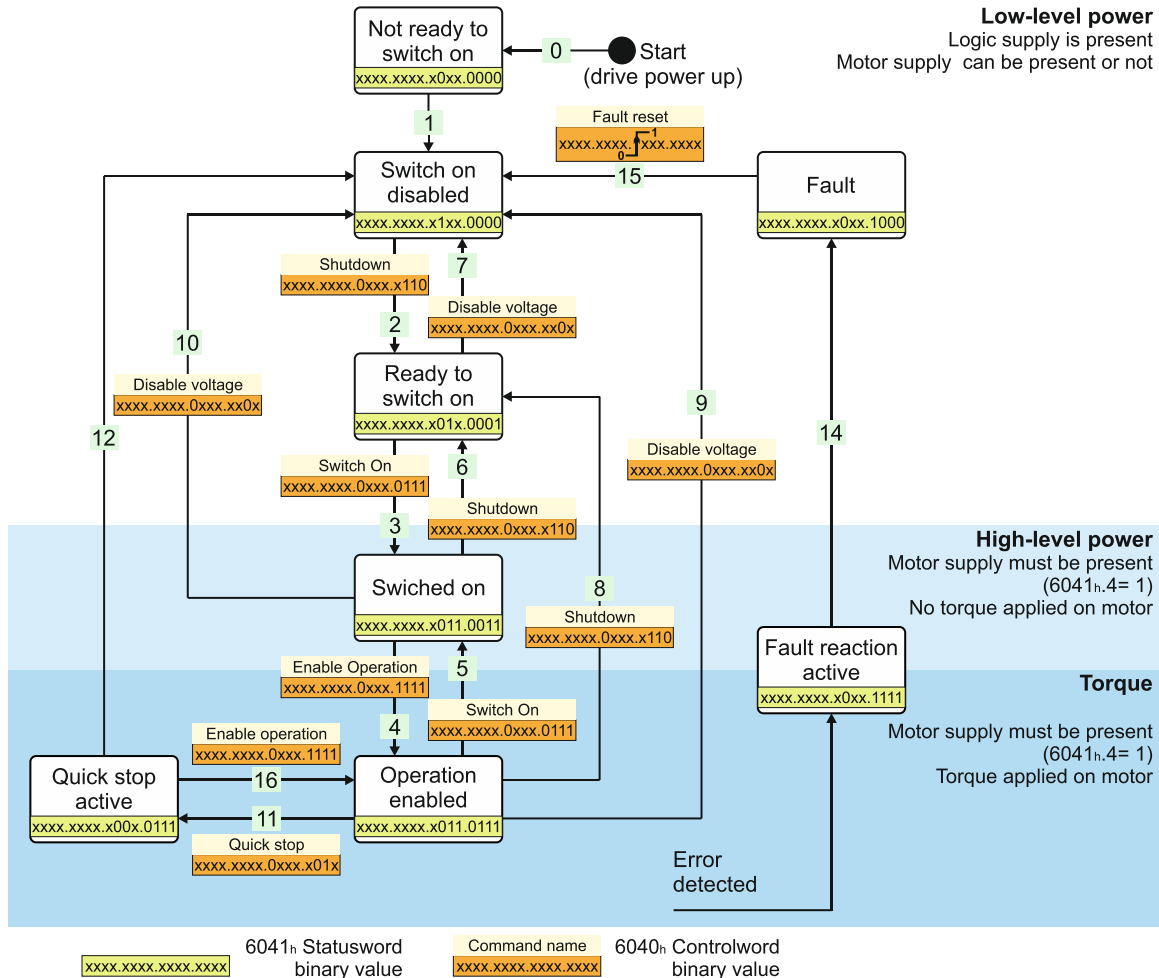 Not ready to
switch on
xxxx.xxxx.x0xx.0000
0
Start
(drive power up)
Low-level power
Logic supply is present
Motor supply can be present or not
1
Fault reset
xxxx.xxxx.
1
0
xxx.xxxx
15
Switch on
disabled
xxxx.xxxx.x1xx.0000
Fault
xxxx.xxxx.x0xx.1000
Shutdown
xxxx.xxxx.0xxx.x110
2
7
Disable voltage
xxxx.xxxx.0xxx.xx0x
10
Disable voltage
xxxx.xxxx.0xxx.xx0x
12
Ready to
switch on
xxxx.xxxx.x01x.0001
9
Disable voltage
xxxx.xxxx.0xxx.xx0x
14
Switch On
xxxx.xxxx.0xxx.0111
3
6
Shutdown
xxxx.xxxx.0xxx.x110
High-level power
Motor supply must be present
(6041h.4= 1)
No torque applied on motor
Swiched on
xxxx.xxxx.x011.0011
8
Shutdown
xxxx.xxxx.0xxx.x110
Fault reaction
active
xxxx.xxxx.x0xx.1111
Enable Operation
xxxx.xxxx.0xxx.1111
4
5
Switch On
xxxx.xxxx.0xxx.0111
Torque
Motor supply must be present
(6041h.4= 1)
Torque applied on motor
Enable operation
xxxx.xxxx.0xxx.1111
16
Quick stop
active
xxxx.xxxx.x00x.0111
11
Quick stop
xxxx.xxxx.0xxx.x01x
Operation
enabled
xxxx.xxxx.x011.0111
Error
detected
xxxx.xxxx.xxxx.xxxx
6041h Statusword
binary value
Command name
xxxx.xxxx.xxxx.xxxx
6040h Controlword
binary value